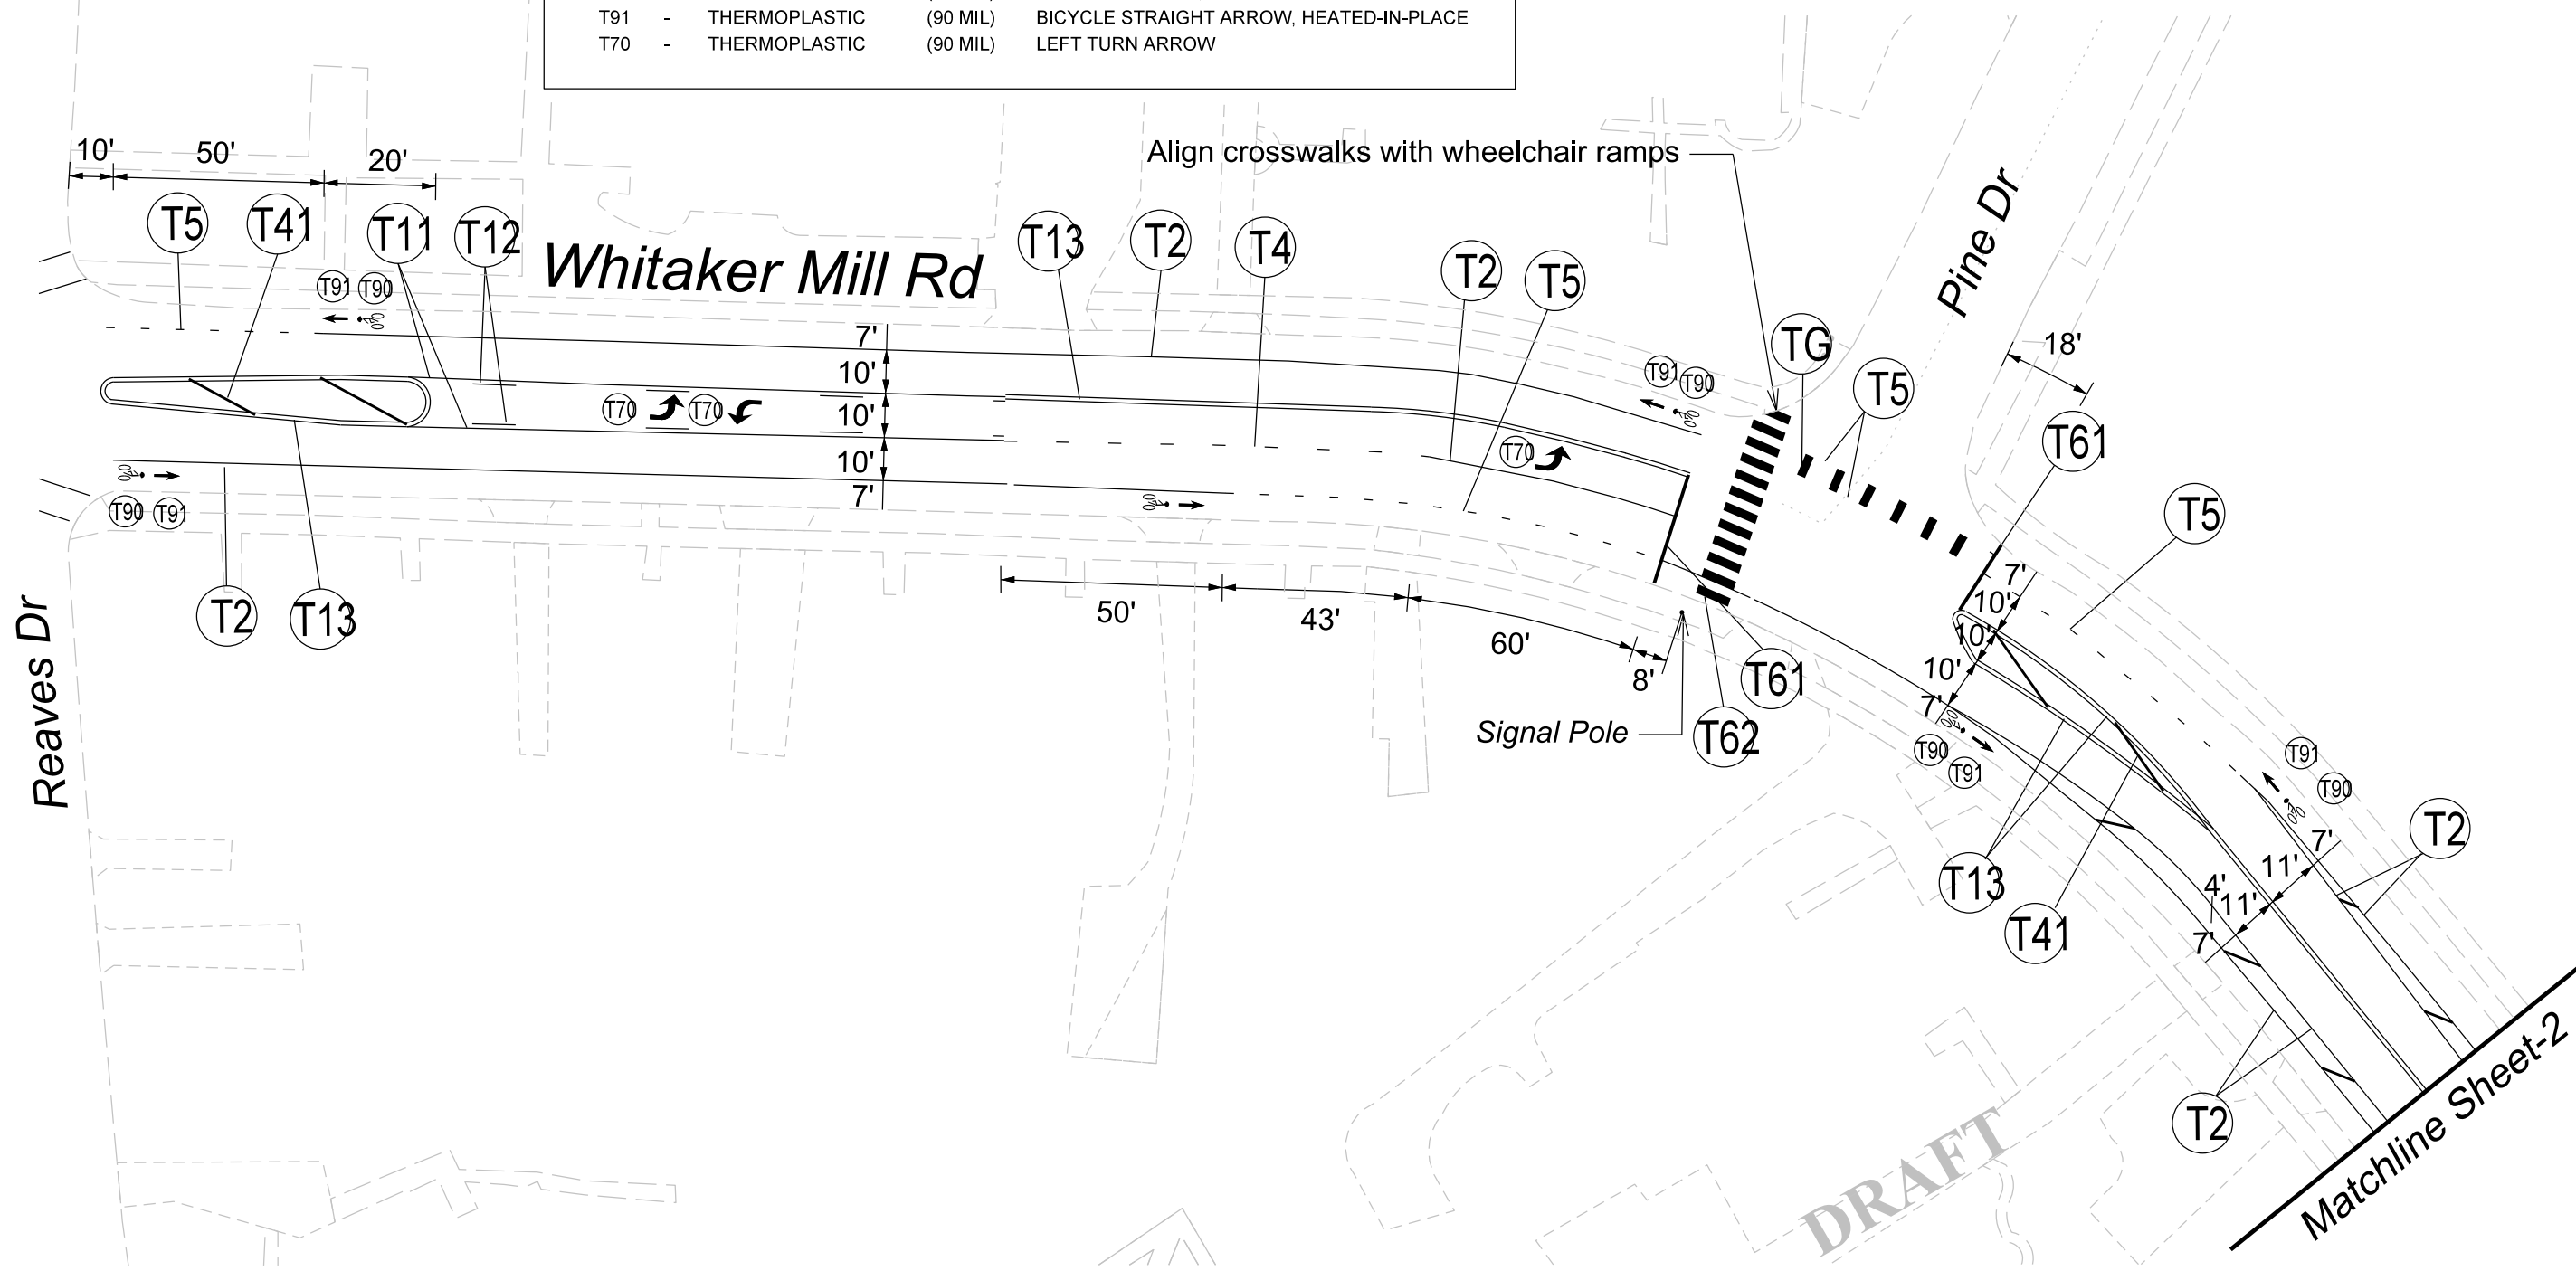 T91 - THERMOPLASTIC (90 MIL) BICYCLE STRAIGHT ARROW, HEATED-IN-PLACE
T70 - THERMOPLASTIC (90 MIL) LEFT TURN ARROW
Align crosswalks with wheelchair ramps
10' 50' 20'
T5 T41 T11 T12
Whitaker Mill Rd
T13 T2 T4 T2 T5
TG
T5
Pine Dr
18'
T61
T5
T91 T90
T91 T90
7'
10'
10'
10'
7'
T70 T70
T70
T90 T91
T2 T13
Reaves Dr
50' 43' 60' 8'
Signal Pole
T61
T62
7'
10'
10'
10'
7'
T90
T91
T91
T90
T2
7'
11'
4'
11'
7'
T13
T41
T2
DRAFT
Matchline Sheet-2